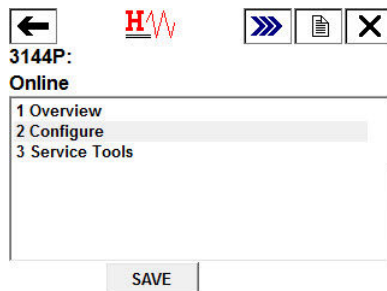 H
3144P:
Online
1 Overview
2 Configure
3 Service Tools
SAVE